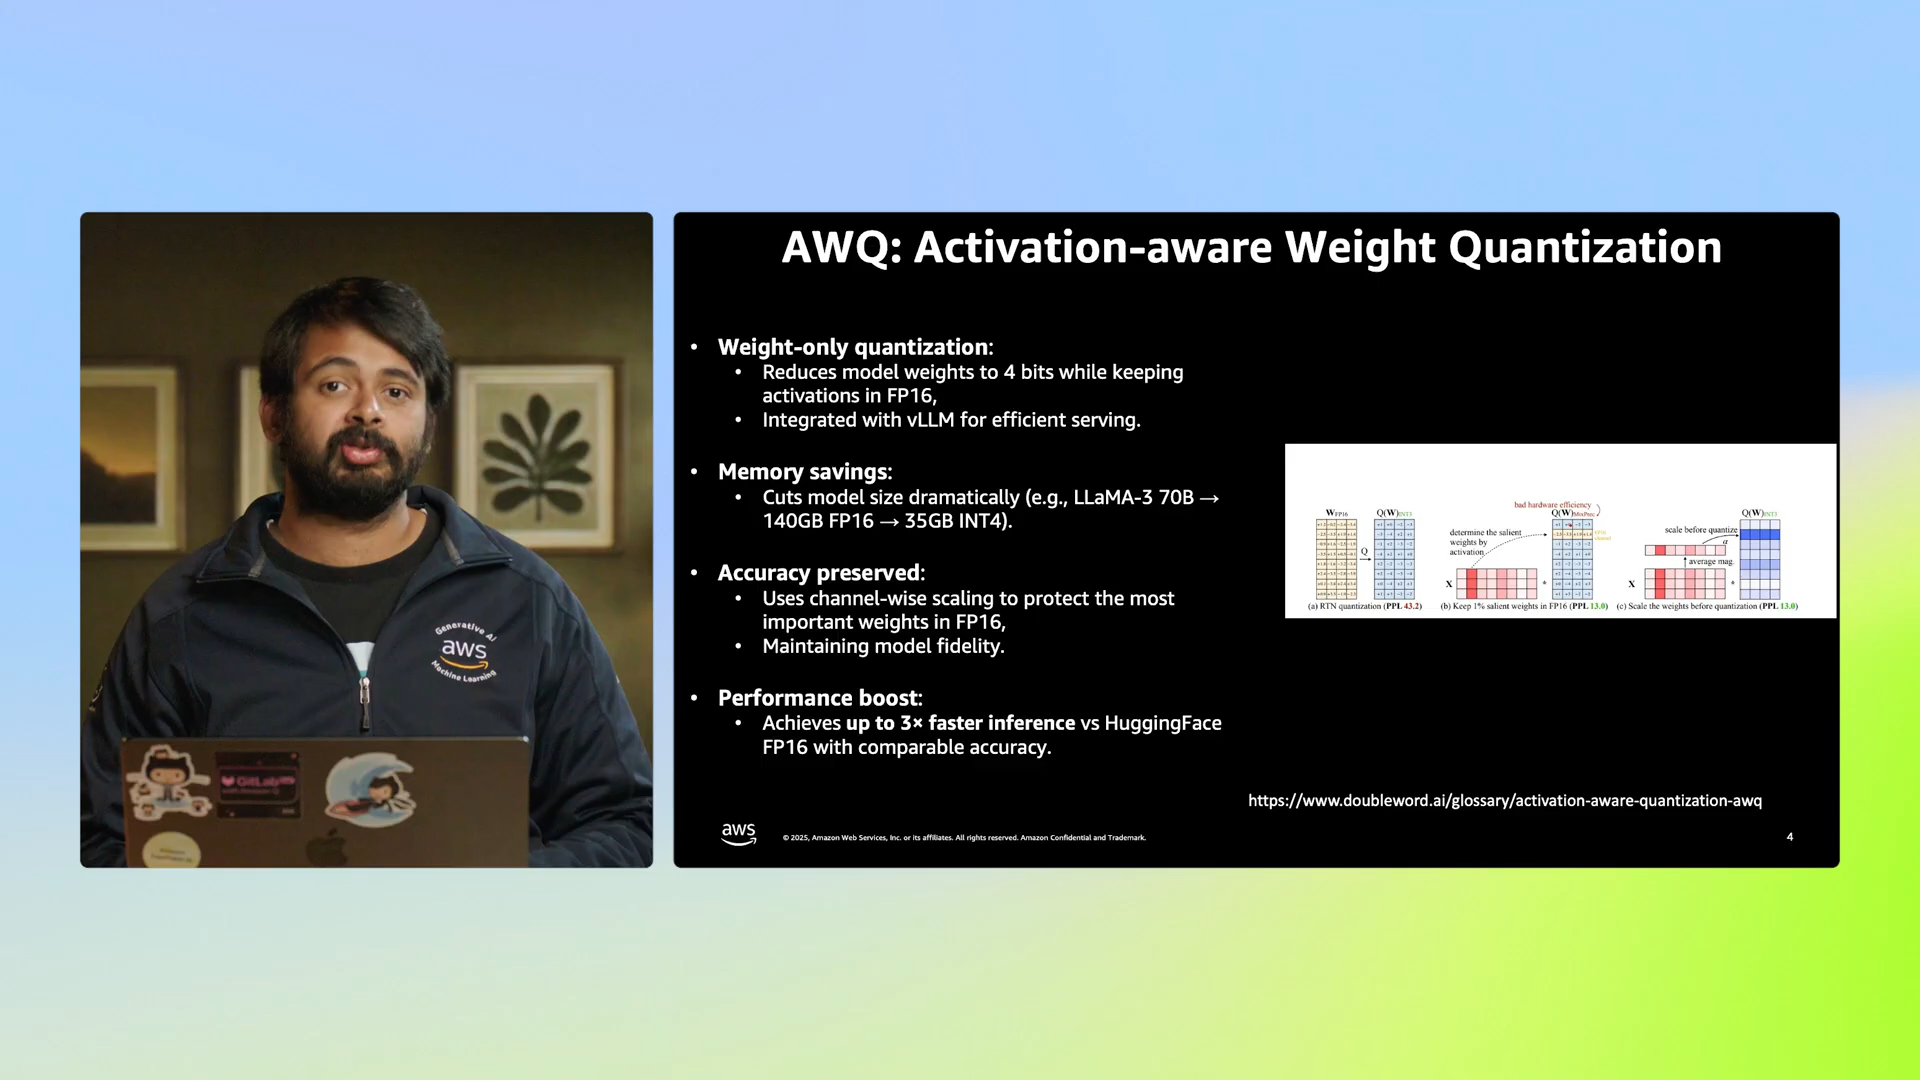 AWQ: Activation-aware Weight Quantization
• Weight-only quantization:
• Reduces model weights to 4 bits while keeping
activations in FP16,
• Integrated with vLLM for efficient serving.
• Memory savings:
• Cuts model size dramatically (e.g., LLaMA-3 70B →
140GB FP16 → 35GB INT4).
• Accuracy preserved:
• Uses channel-wise scaling to protect the most
important weights in FP16,
• Maintaining model fidelity.
• Performance boost:
• Achieves up to 3× faster inference vs HuggingFace
FP16 with comparable accuracy.
WFP16
Q(W)INT3
Q
(a) RTN quantization (PPL 43.2)
bad hardware efficiency
Q(W)MixPrec
determine the salient
weights by
activation
X
*
(b) Keep 1% salient weights in FP16 (PPL 13.0)
Q(W)INT3
scale before quantize
α
average mag.
X
*
(c) Scale the weights before quantization (PPL 13.0)
https://www.doubleword.ai/glossary/activation-aware-quantization-awq
aws
© 2025, Amazon Web Services, Inc. or its affiliates. All rights reserved. Amazon Confidential and Trademark.
4
Generative AI
aws
Machine Learning
GitLab